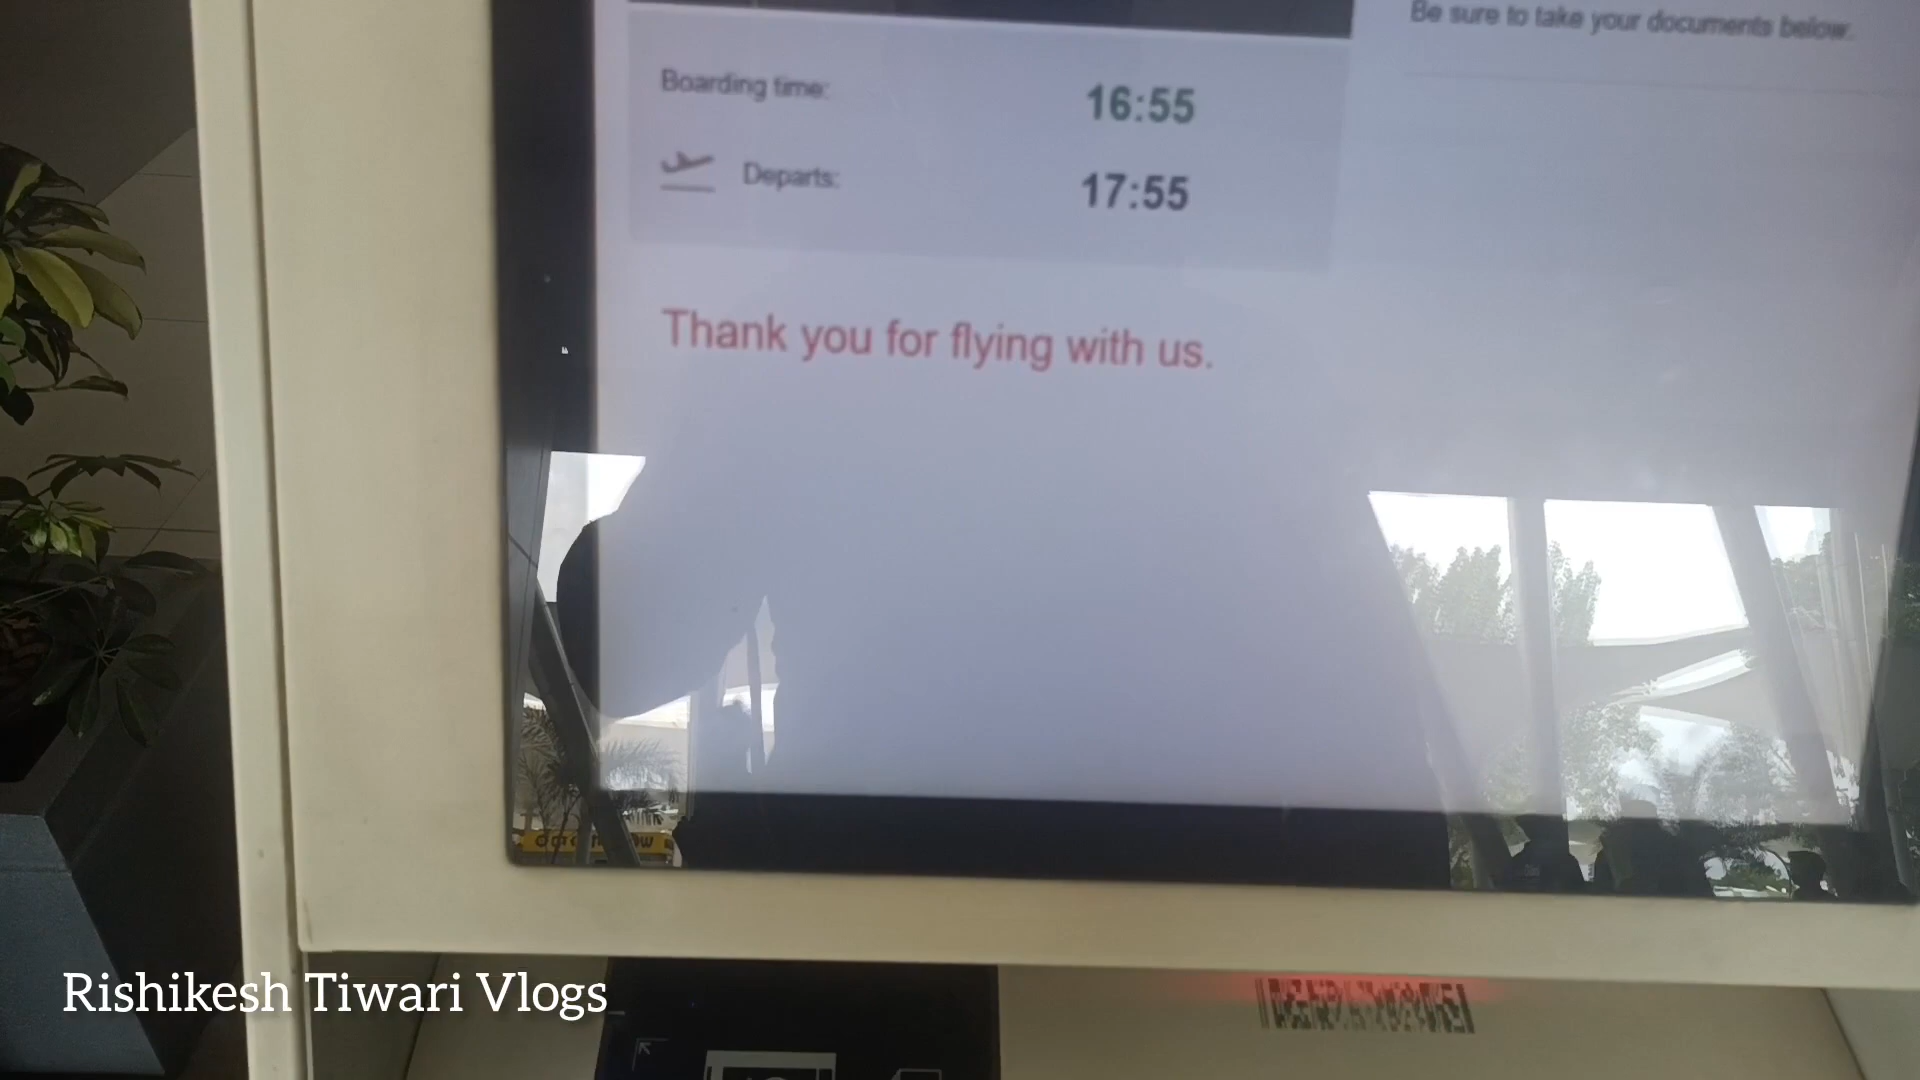 Be sure to take your documents below.
Boarding time: 16:55
Departs: 17:55
Thank you for flying with us.
Rishikesh Tiwari Vlogs